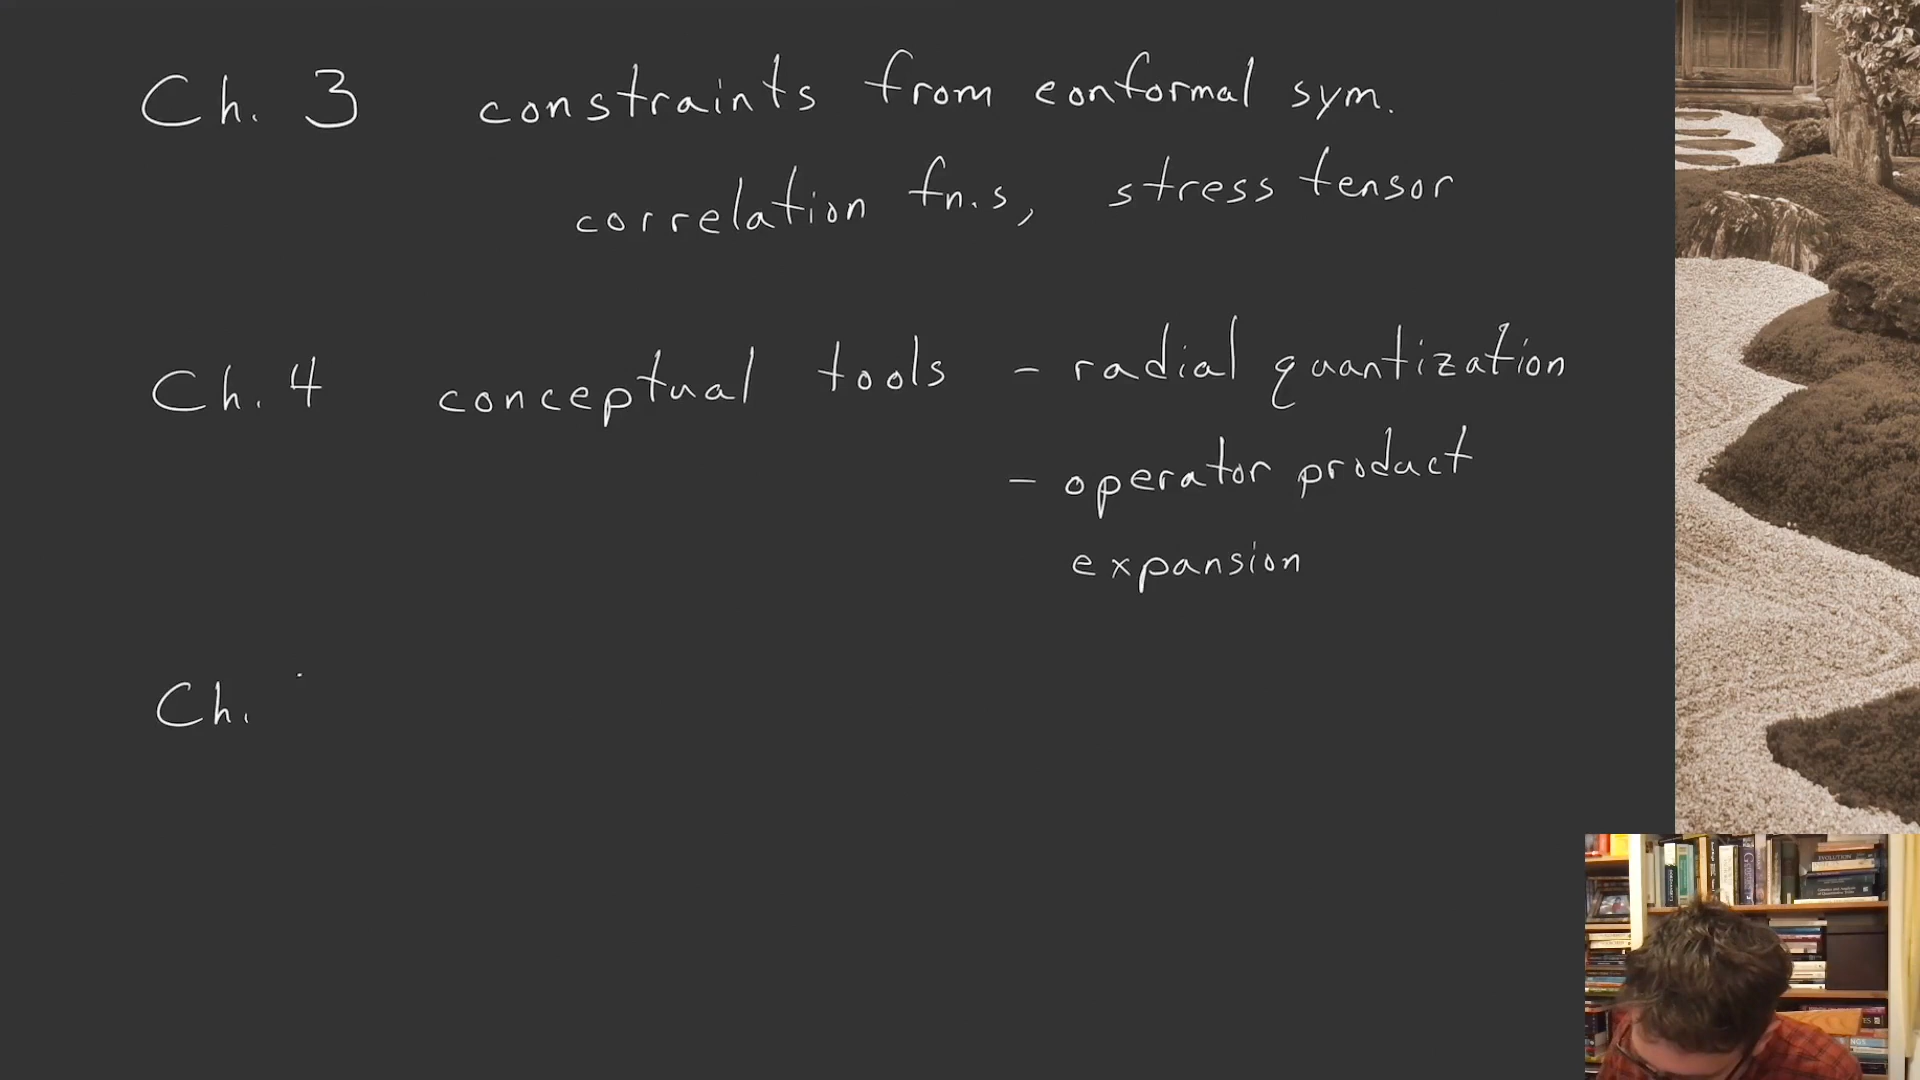 Ch. 3 constraints from conformal sym.
correlation fn.s, stress tensor
Ch. 4 conceptual tools - radial quantization
- operator product
expansion
Ch.
EVOLUTION